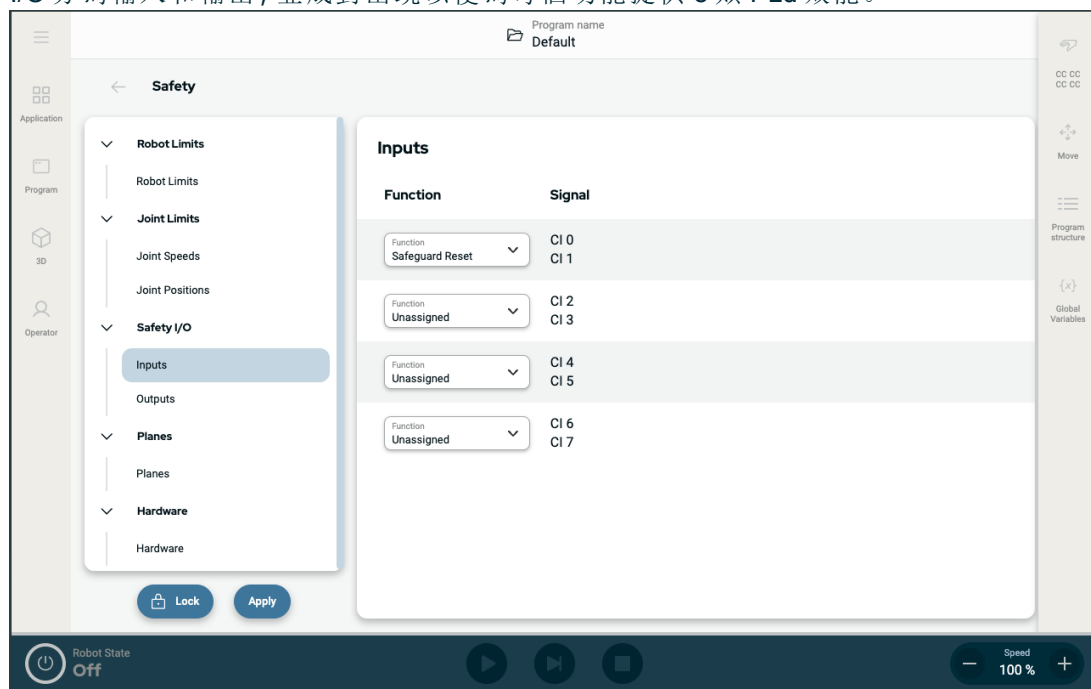 Program name
Default
Safety
Application
Program
3D
Operator
Robot Limits
Robot Limits
Joint Limits
Joint Speeds
Joint Positions
Safety I/O
Inputs
Outputs
Planes
Planes
Hardware
Hardware
Lock
Apply
Inputs
Function
Signal
Function
Safeguard Reset
CI 0
CI 1
Function
Unassigned
CI 2
CI 3
Function
Unassigned
CI 4
CI 5
Function
Unassigned
CI 6
CI 7
CC CC
CC CC
Move
Program
structure
{x}
Global
Variables
Robot State
Off
Speed
100 %